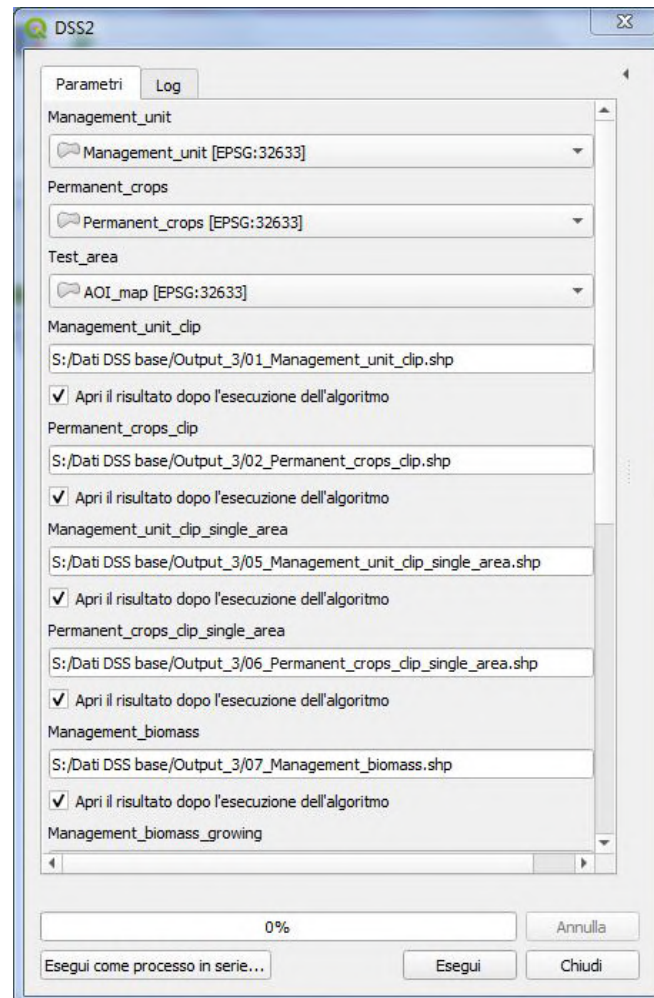 DSS2
Parametri Log
Management_unit
Management_unit [EPSG:32633]
Permanent_crops
Permanent_crops [EPSG:32633]
Test_area
AOI_map [EPSG:32633]
Management_unit_clip
S:/Dati DSS base/Output_3/01_Management_unit_clip.shp
Apri il risultato dopo l'esecuzione dell'algoritmo
Permanent_crops_clip
S:/Dati DSS base/Output_3/02_Permanent_crops_clip.shp
Apri il risultato dopo l'esecuzione dell'algoritmo
Management_unit_clip_single_area
S:/Dati DSS base/Output_3/05_Management_unit_clip_single_area.shp
Apri il risultato dopo l'esecuzione dell'algoritmo
Permanent_crops_clip_single_area
S:/Dati DSS base/Output_3/06_Permanent_crops_clip_single_area.shp
Apri il risultato dopo l'esecuzione dell'algoritmo
Management_biomass
S:/Dati DSS base/Output_3/07_Management_biomass.shp
Apri il risultato dopo l'esecuzione dell'algoritmo
Management_biomass_growing
0% Annulla
Esegui come processo in serie... Esegui Chiudi